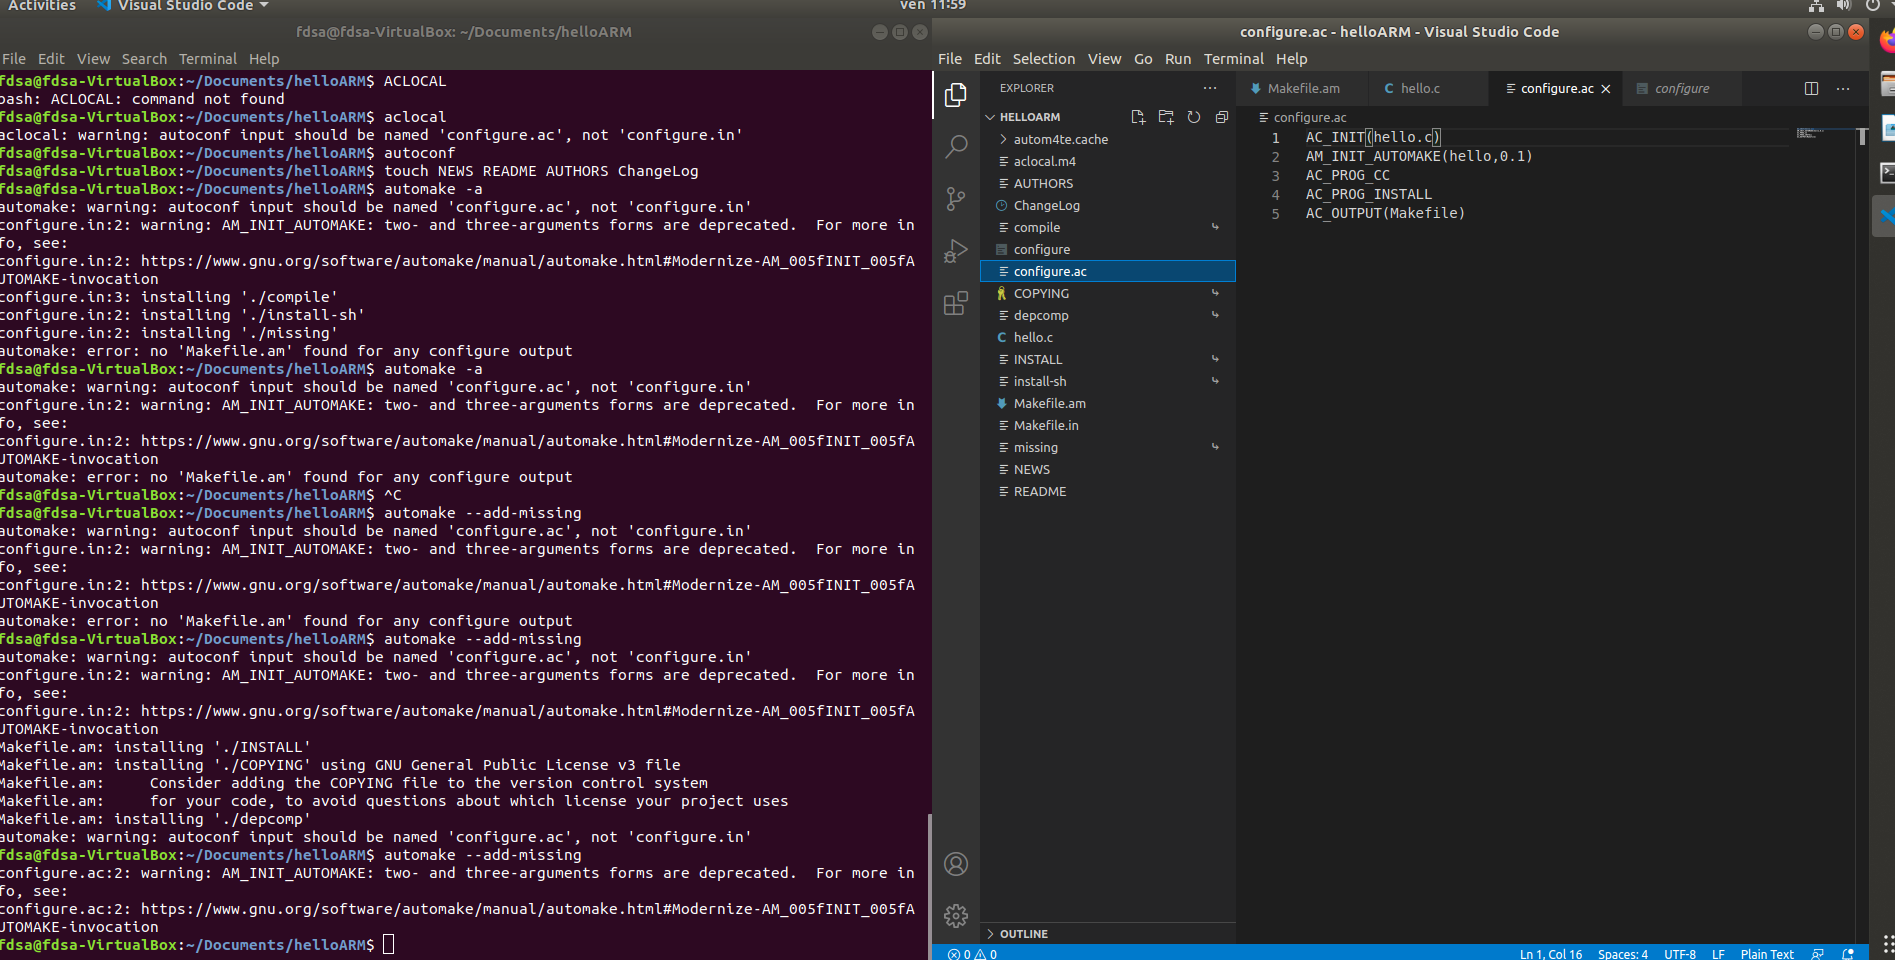 Activities
Visual Studio Code
ven 11:59
fdsa@fdsa-VirtualBox: ~/Documents/helloARM
File Edit View Search Terminal Help
fdsa@fdsa-VirtualBox:~/Documents/helloARM$ ACLOCAL
bash: ACLOCAL: command not found
fdsa@fdsa-VirtualBox:~/Documents/helloARM$ aclocal
aclocal: warning: autoconf input should be named 'configure.ac', not 'configure.in'
fdsa@fdsa-VirtualBox:~/Documents/helloARM$ autoconf
fdsa@fdsa-VirtualBox:~/Documents/helloARM$ touch NEWS README AUTHORS ChangeLog
fdsa@fdsa-VirtualBox:~/Documents/helloARM$ automake -a
automake: warning: autoconf input should be named 'configure.ac', not 'configure.in'
configure.in:2: warning: AM_INIT_AUTOMAKE: two- and three-arguments forms are deprecated.  For more in
fo, see:
configure.in:2: https://www.gnu.org/software/automake/manual/automake.html#Modernize-AM_005fINIT_005fA
UTOMAKE-invocation
configure.in:3: installing './compile'
configure.in:2: installing './install-sh'
configure.in:2: installing './missing'
automake: error: no 'Makefile.am' found for any configure output
fdsa@fdsa-VirtualBox:~/Documents/helloARM$ automake -a
automake: warning: autoconf input should be named 'configure.ac', not 'configure.in'
configure.in:2: warning: AM_INIT_AUTOMAKE: two- and three-arguments forms are deprecated.  For more in
fo, see:
configure.in:2: https://www.gnu.org/software/automake/manual/automake.html#Modernize-AM_005fINIT_005fA
UTOMAKE-invocation
automake: error: no 'Makefile.am' found for any configure output
fdsa@fdsa-VirtualBox:~/Documents/helloARM$ ^C
fdsa@fdsa-VirtualBox:~/Documents/helloARM$ automake --add-missing
automake: warning: autoconf input should be named 'configure.ac', not 'configure.in'
configure.in:2: warning: AM_INIT_AUTOMAKE: two- and three-arguments forms are deprecated.  For more in
fo, see:
configure.in:2: https://www.gnu.org/software/automake/manual/automake.html#Modernize-AM_005fINIT_005fA
UTOMAKE-invocation
automake: error: no 'Makefile.am' found for any configure output
fdsa@fdsa-VirtualBox:~/Documents/helloARM$ automake --add-missing
automake: warning: autoconf input should be named 'configure.ac', not 'configure.in'
configure.in:2: warning: AM_INIT_AUTOMAKE: two- and three-arguments forms are deprecated.  For more in
fo, see:
configure.in:2: https://www.gnu.org/software/automake/manual/automake.html#Modernize-AM_005fINIT_005fA
UTOMAKE-invocation
Makefile.am: installing './INSTALL'
Makefile.am: installing './COPYING' using GNU General Public License v3 file
Makefile.am:     Consider adding the COPYING file to the version control system
Makefile.am:     for your code, to avoid questions about which license your project uses
Makefile.am: installing './depcomp'
automake: warning: autoconf input should be named 'configure.ac', not 'configure.in'
fdsa@fdsa-VirtualBox:~/Documents/helloARM$ automake --add-missing
configure.ac:2: warning: AM_INIT_AUTOMAKE: two- and three-arguments forms are deprecated.  For more in
fo, see:
configure.ac:2: https://www.gnu.org/software/automake/manual/automake.html#Modernize-AM_005fINIT_005fA
UTOMAKE-invocation
fdsa@fdsa-VirtualBox:~/Documents/helloARM$
configure.ac - helloARM - Visual Studio Code
File Edit Selection View Go Run Terminal Help
EXPLORER
HELLOARM
autom4te.cache
aclocal.m4
AUTHORS
ChangeLog
compile
configure
configure.ac
COPYING
depcomp
hello.c
INSTALL
install-sh
Makefile.am
Makefile.in
missing
NEWS
README
OUTLINE
Makefile.am
hello.c
configure.ac
configure
configure.ac
1 AC_INIT(hello.c)
2 AM_INIT_AUTOMAKE(hello,0.1)
3 AC_PROG_CC
4 AC_PROG_INSTALL
5 AC_OUTPUT(Makefile)
0 0
Ln 1, Col 16 Spaces: 4 UTF-8 LF Plain Text